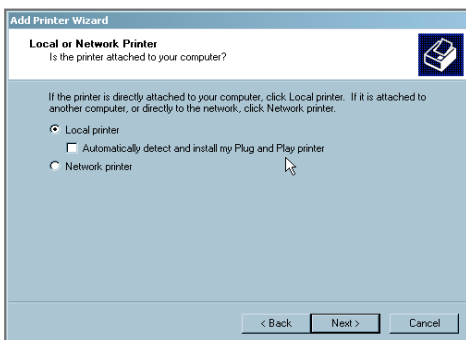 Add Printer Wizard
Local or Network Printer
Is the printer attached to your computer?
If the printer is directly attached to your computer, click Local printer. If it is attached to
another computer, or directly to the network, click Network printer.
Local printer
Automatically detect and install my Plug and Play printer
Network printer
< Back Next > Cancel